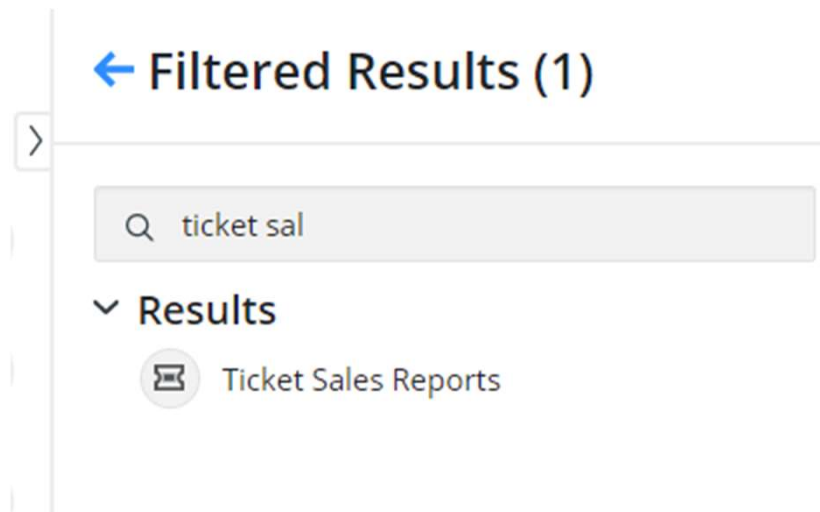 Filtered Results (1)
ticket sal
Results
Ticket Sales Reports